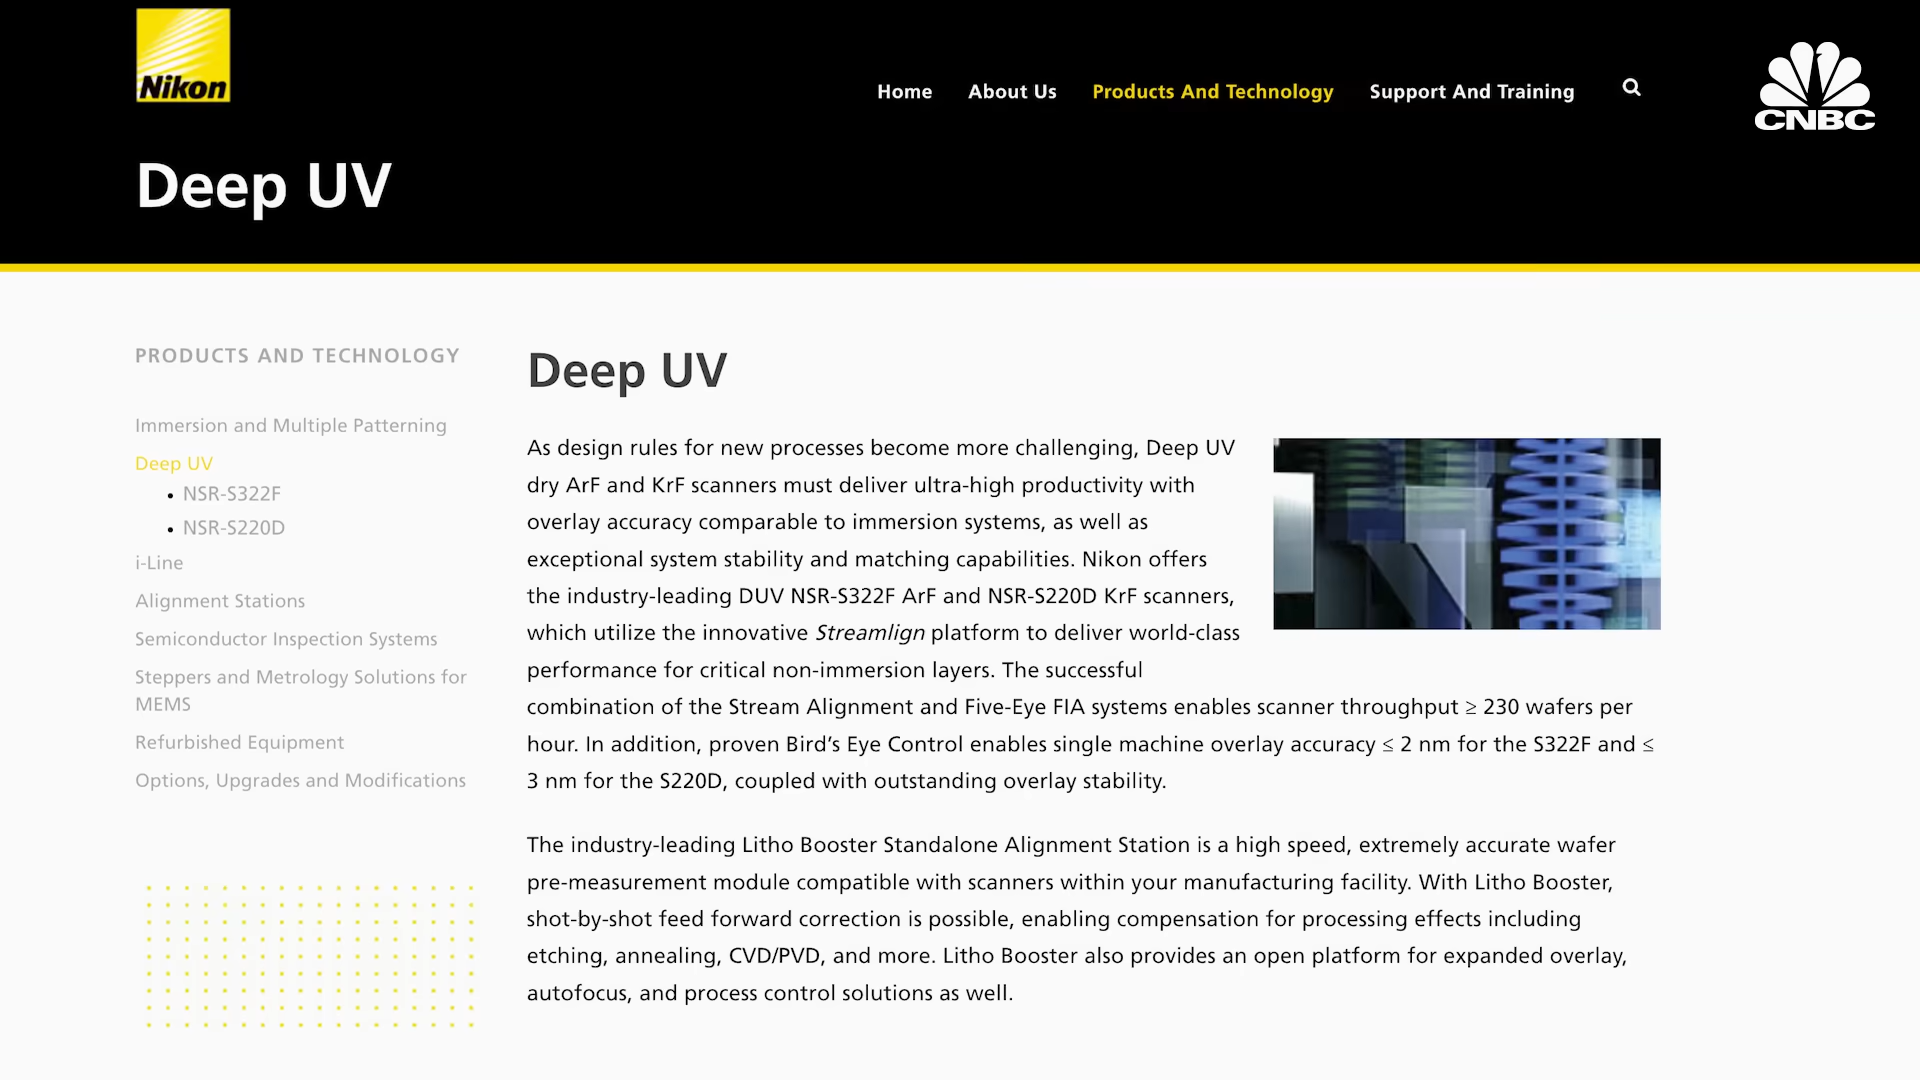 Nikon
Home
About Us
Products And Technology
Support And Training
CNBC
Deep UV
PRODUCTS AND TECHNOLOGY
Immersion and Multiple Patterning
Deep UV
• NSR-S322F
• NSR-S220D
i-Line
Alignment Stations
Semiconductor Inspection Systems
Steppers and Metrology Solutions for
MEMS
Refurbished Equipment
Options, Upgrades and Modifications
Deep UV
As design rules for new processes become more challenging, Deep UV
dry ArF and KrF scanners must deliver ultra-high productivity with
overlay accuracy comparable to immersion systems, as well as
exceptional system stability and matching capabilities. Nikon offers
the industry-leading DUV NSR-S322F ArF and NSR-S220D KrF scanners,
which utilize the innovative Streamlign platform to deliver world-class
performance for critical non-immersion layers. The successful
combination of the Stream Alignment and Five-Eye FIA systems enables scanner throughput ≥ 230 wafers per
hour. In addition, proven Bird’s Eye Control enables single machine overlay accuracy ≤ 2 nm for the S322F and ≤
3 nm for the S220D, coupled with outstanding overlay stability.
The industry-leading Litho Booster Standalone Alignment Station is a high speed, extremely accurate wafer
pre-measurement module compatible with scanners within your manufacturing facility. With Litho Booster,
shot-by-shot feed forward correction is possible, enabling compensation for processing effects including
etching, annealing, CVD/PVD, and more. Litho Booster also provides an open platform for expanded overlay,
autofocus, and process control solutions as well.